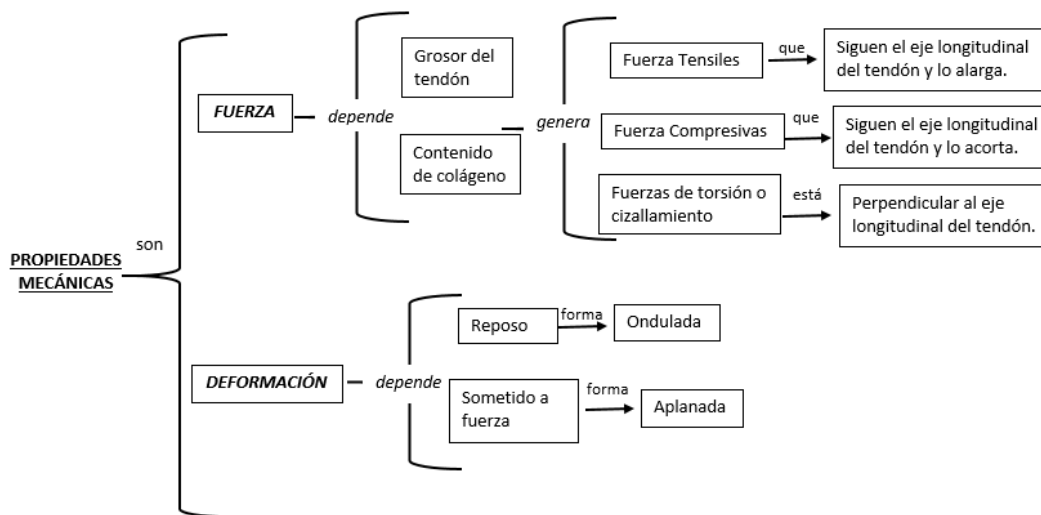 PROPIEDADES
MECÁNICAS
son
FUERZA
depende
Grosor del
tendón
Contenido
de colágeno
genera
Fuerza Tensiles
que
Siguen el eje longitudinal
del tendón y lo alarga.
Fuerza Compresivas
que
Siguen el eje longitudinal
del tendón y lo acorta.
Fuerzas de torsión o
cizallamiento
está
Perpendicular al eje
longitudinal del tendón.
DEFORMACIÓN
depende
Reposo
forma
Ondulada
Sometido a
fuerza
forma
Aplanada